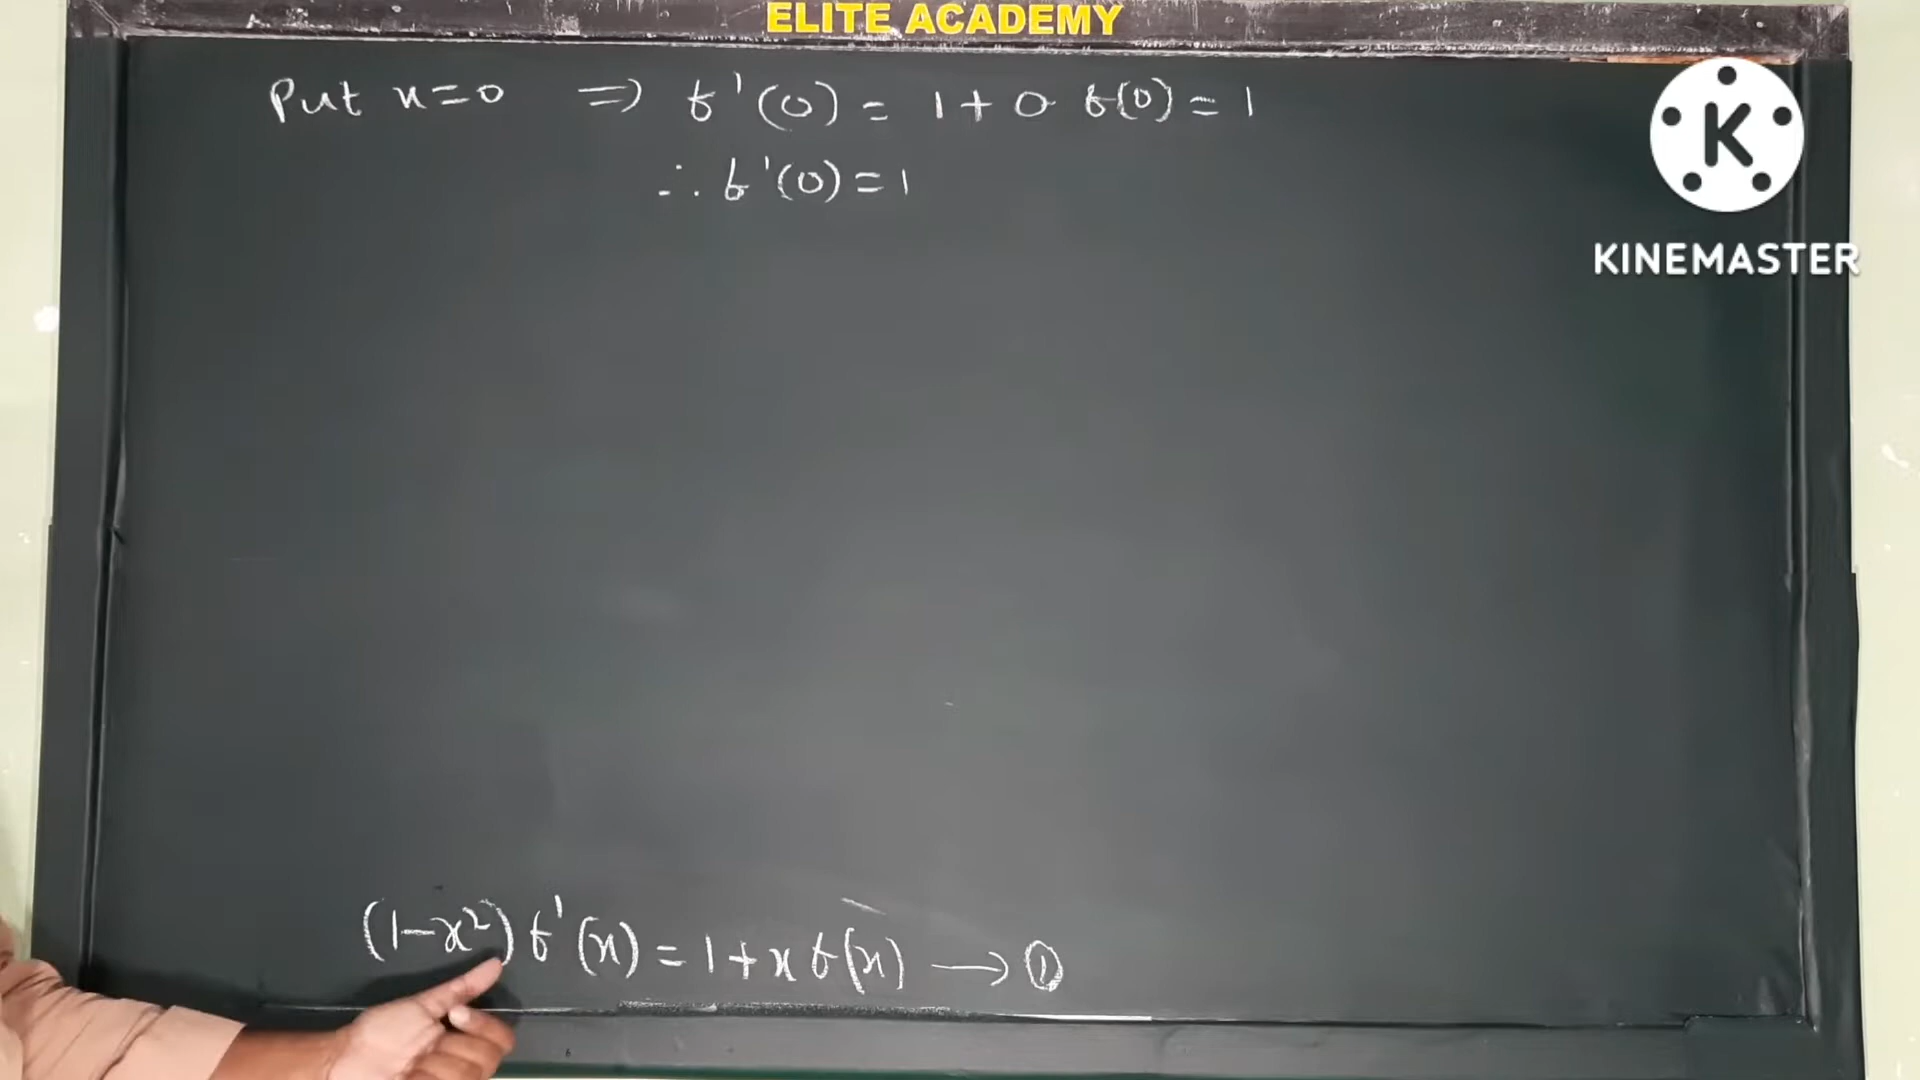 ELITE ACADEMY
Put x=0 ⇒ f'(0) = 1+0 f(0) = 1
∴ f'(0) = 1
K
KINEMASTER
(1-x²) f'(x) = 1+x f(x) → ①